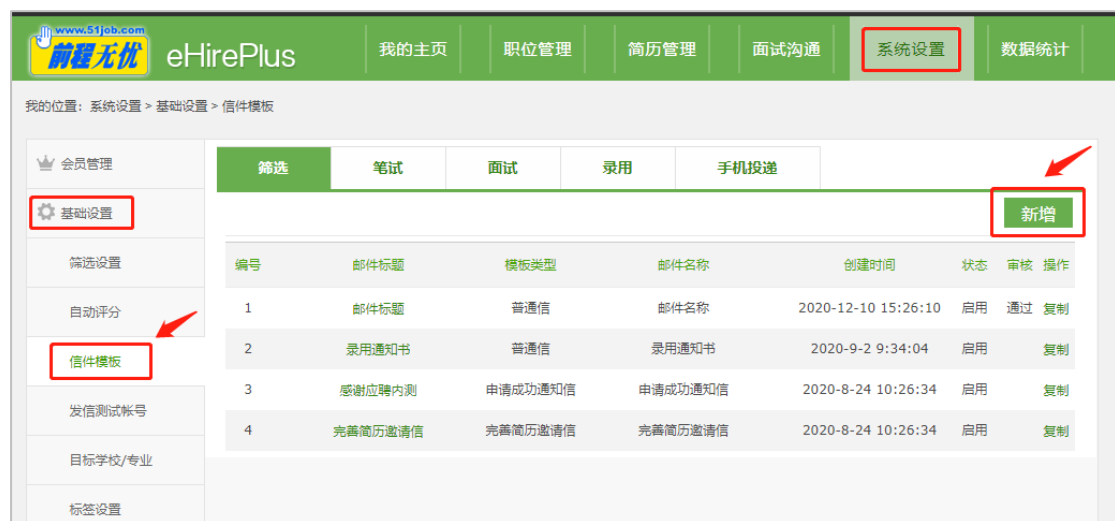 www.51job.com
前程无忧 eHirePlus 我的主页 职位管理 简历管理 面试沟通 系统设置 数据统计
我的位置：系统设置 > 基础设置 > 信件模板
会员管理
基础设置
筛选设置
自动评分
信件模板
发信测试帐号
目标学校/专业
标签设置
筛选 笔试 面试 录用 手机投递
新增
编号 邮件标题 模板类型 邮件名称 创建时间 状态 审核 操作
1 邮件标题 普通信 邮件名称 2020-12-10 15:26:10 启用 通过 复制
2 录用通知书 普通信 录用通知书 2020-9-2 9:34:04 启用 复制
3 感谢应聘内测 申请成功通知信 申请成功通知信 2020-8-24 10:26:34 启用 复制
4 完善简历邀请信 完善简历邀请信 完善简历邀请信 2020-8-24 10:26:34 启用 复制